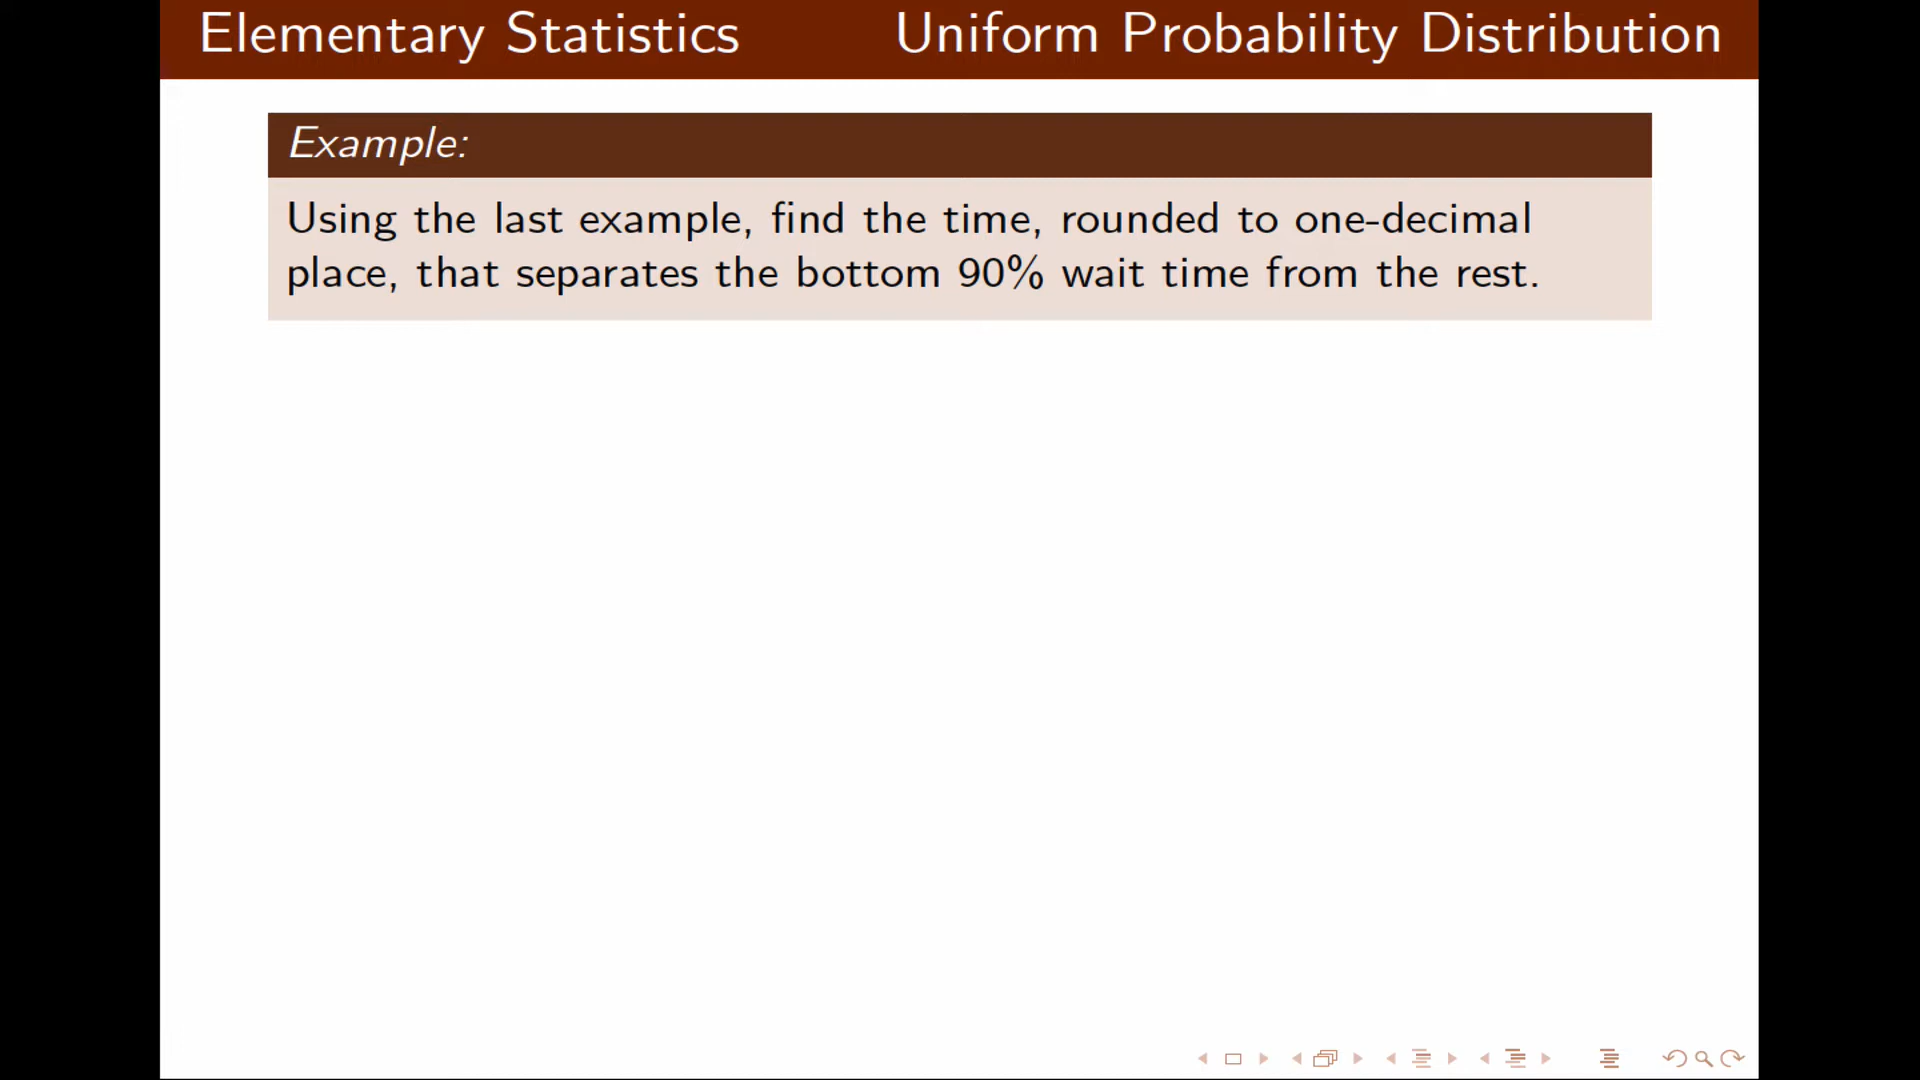 Elementary Statistics Uniform Probability Distribution
Example:
Using the last example, find the time, rounded to one-decimal
place, that separates the bottom 90% wait time from the rest.